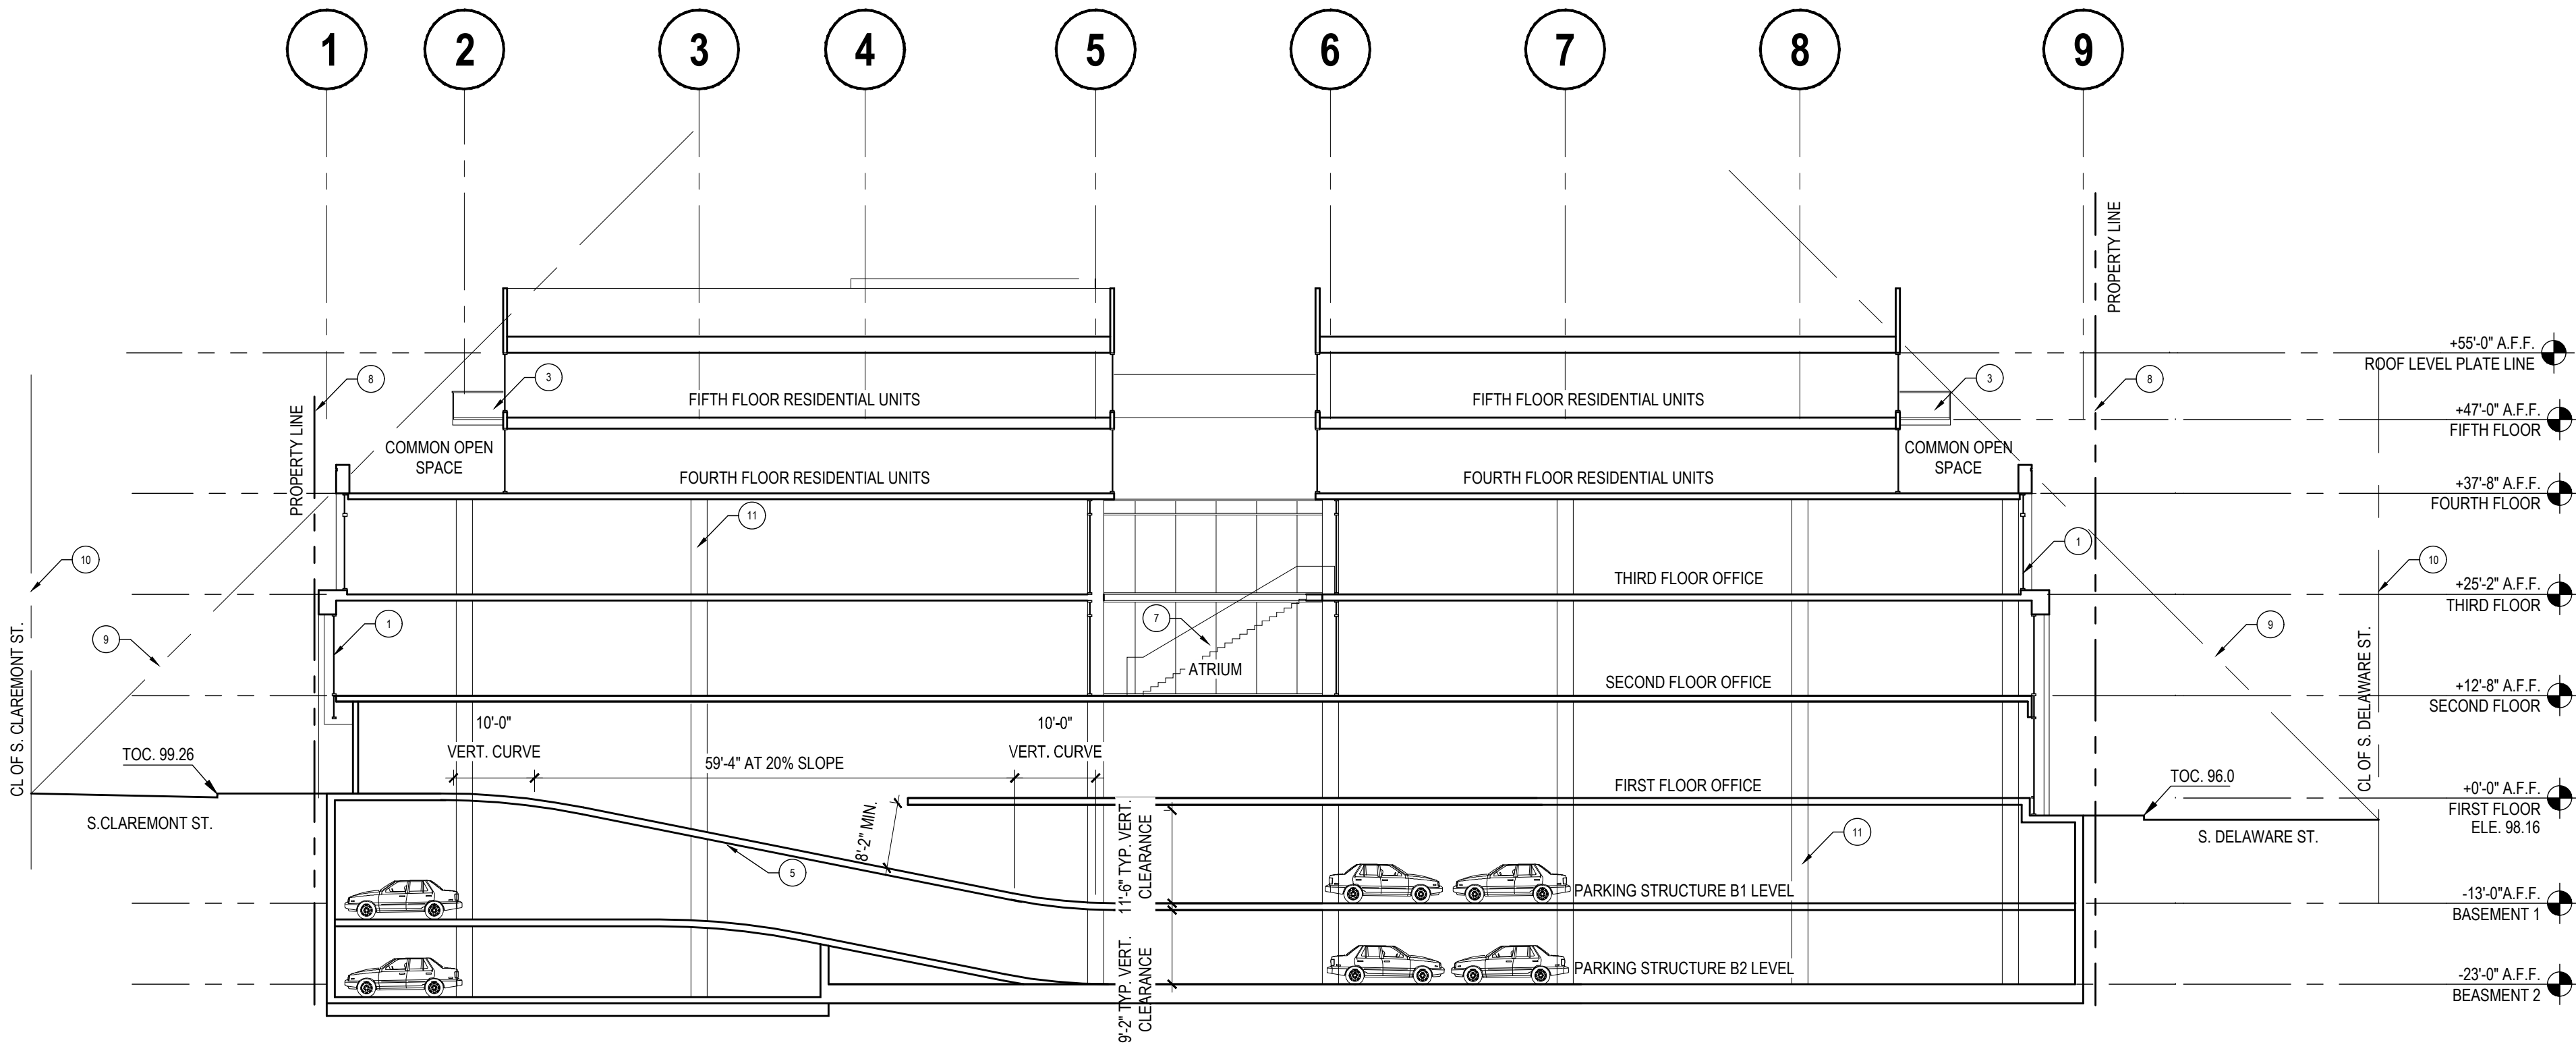 1 2 3 4 5 6 7 8 9
PROPERTY LINE
+55'-0" A.F.F.
ROOF LEVEL PLATE LINE
8
3
FIFTH FLOOR RESIDENTIAL UNITS
FIFTH FLOOR RESIDENTIAL UNITS
3
8
+47'-0" A.F.F.
FIFTH FLOOR
PROPERTY LINE
COMMON OPEN
SPACE
COMMON OPEN
SPACE
FOURTH FLOOR RESIDENTIAL UNITS
FOURTH FLOOR RESIDENTIAL UNITS
+37'-8" A.F.F.
FOURTH FLOOR
11
1
10
10
THIRD FLOOR OFFICE
+25'-2" A.F.F.
THIRD FLOOR
9
1
7
9
ATRIUM
CL OF S. CLAREMONT ST.
CL OF S. DELAWARE ST.
SECOND FLOOR OFFICE
+12'-8" A.F.F.
SECOND FLOOR
10'-0"
VERT. CURVE
10'-0"
VERT. CURVE
TOC. 99.26
59'-4" AT 20% SLOPE
FIRST FLOOR OFFICE
TOC. 96.0
+0'-0" A.F.F.
FIRST FLOOR
ELE. 98.16
S.CLAREMONT ST.
8'-2" MIN.
11'-6" TYP. VERT.
CLEARANCE
11
S. DELAWARE ST.
5
PARKING STRUCTURE B1 LEVEL
-13'-0"A.F.F.
BASEMENT 1
9'-2" TYP. VERT.
CLEARANCE
PARKING STRUCTURE B2 LEVEL
-23'-0" A.F.F.
BEASMENT 2